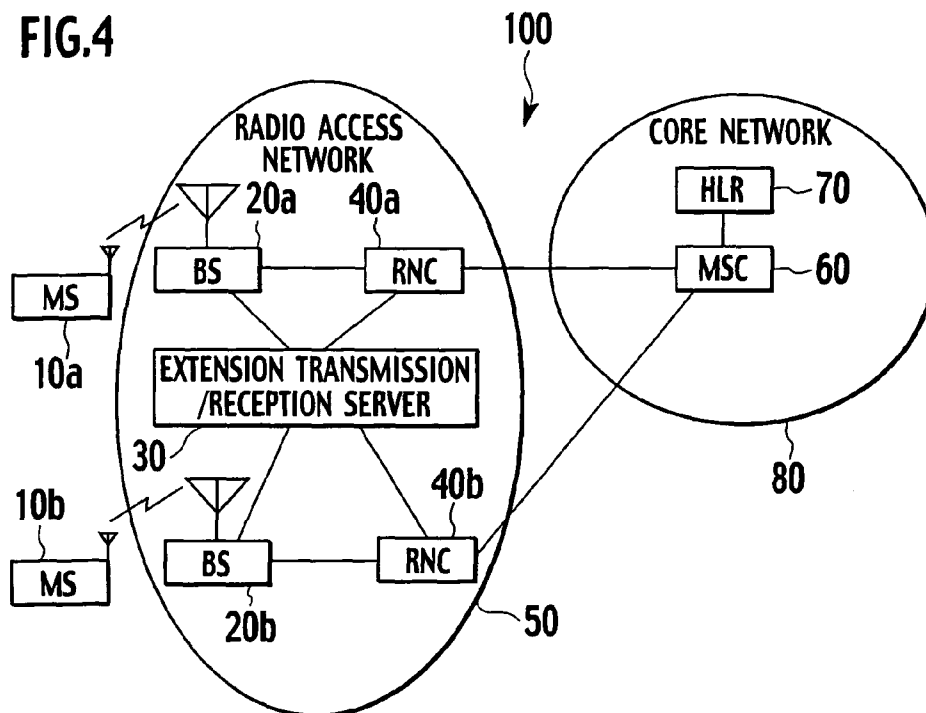 FIG.4
100
RADIO ACCESS
NETWORK
CORE NETWORK
20a
40a
HLR
70
BS
RNC
MSC
60
MS
10a
EXTENSION TRANSMISSION
/RECEPTION SERVER
30
80
10b
40b
MS
BS
RNC
20b
50